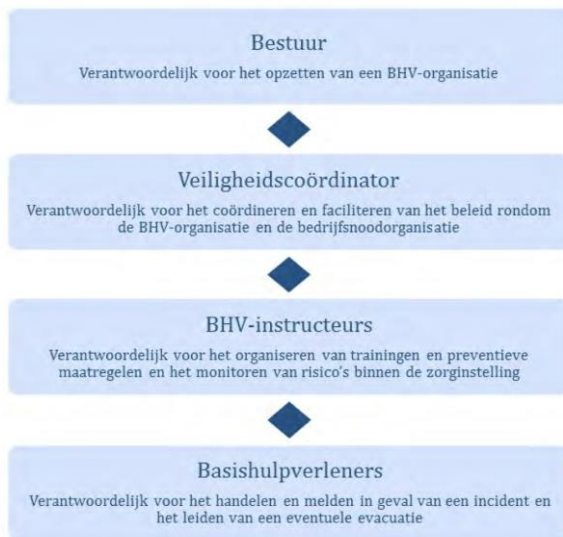 Bestuur
Verantwoordelijk voor het opzetten van een BHV-organisatie
Veiligheidscoördinator
Verantwoordelijk voor het coördineren en faciliteren van het beleid rondom
de BHV-organisatie en de bedrijfsnoodorganisatie
BHV-instructeurs
Verantwoordelijk voor het organiseren van trainingen en preventieve
maatregelen en het monitoren van risico's binnen de zorginstelling
Basishulpverleners
Verantwoordelijk voor het handelen en melden in geval van een incident en
het leiden van een eventuele evacuatie